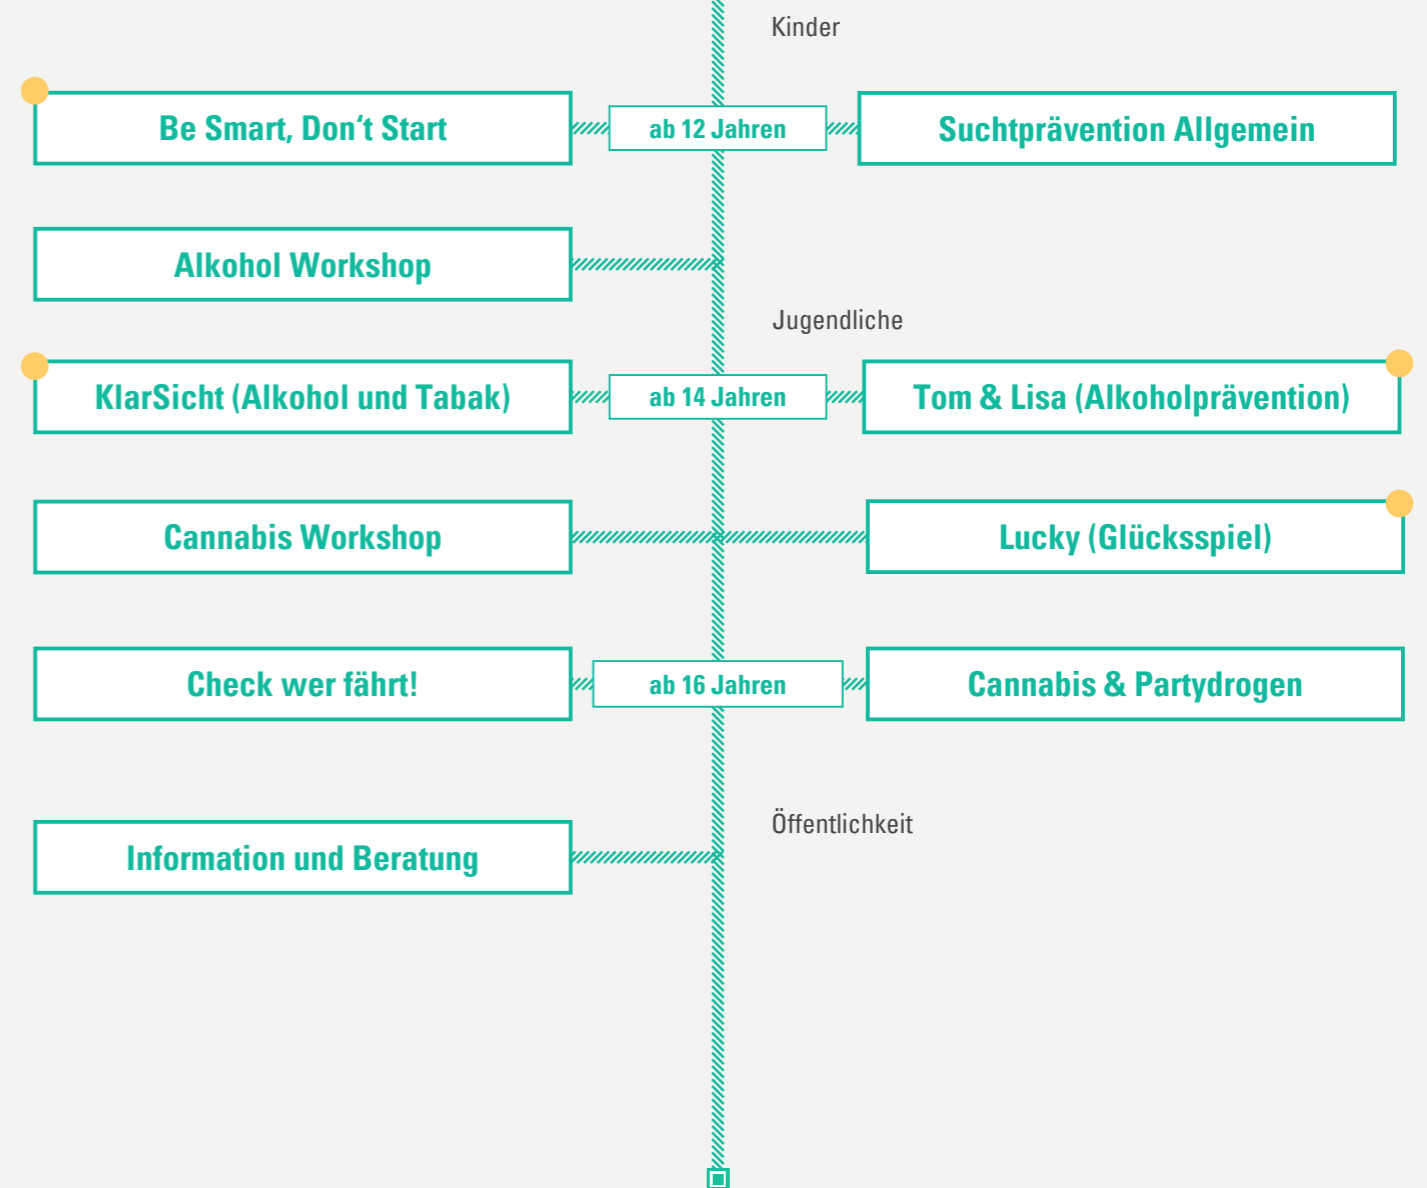 Kinder
Be Smart, Don‘t Start
ab 12 Jahren
Suchtprävention Allgemein
Alkohol Workshop
Jugendliche
KlarSicht (Alkohol und Tabak)
ab 14 Jahren
Tom & Lisa (Alkoholprävention)
Cannabis Workshop
Lucky (Glücksspiel)
Check wer fährt!
ab 16 Jahren
Cannabis & Partydrogen
Öffentlichkeit
Information und Beratung